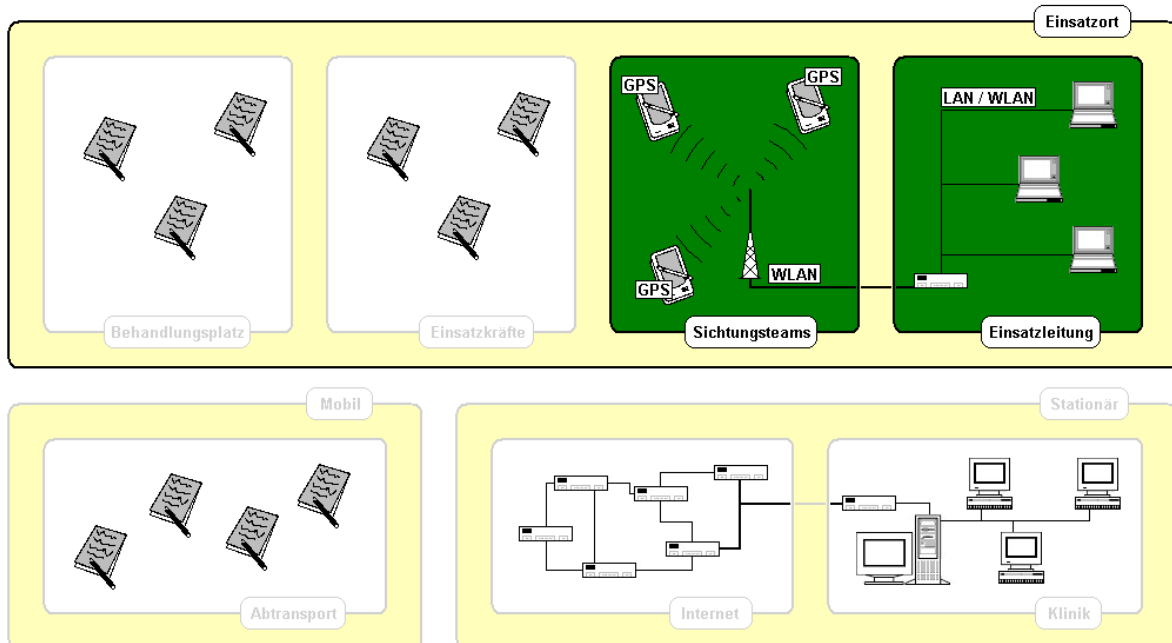 Einsatzort
GPS
GPS
LAN / WLAN
GPS
WLAN
Behandlungsplatz
Einsatzkräfte
Sichtungsteams
Einsatzleitung
Mobil
Stationär
Abtransport
Internet
Klinik